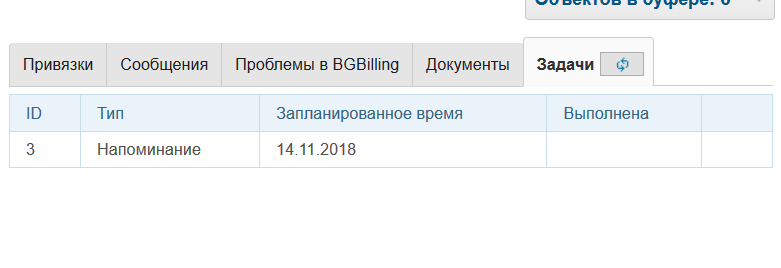 Объектов в буфере: 0
Привязки Сообщения Проблемы в BGBilling Документы Задачи
ID Тип Запланированное время Выполнена
3 Напоминание 14.11.2018